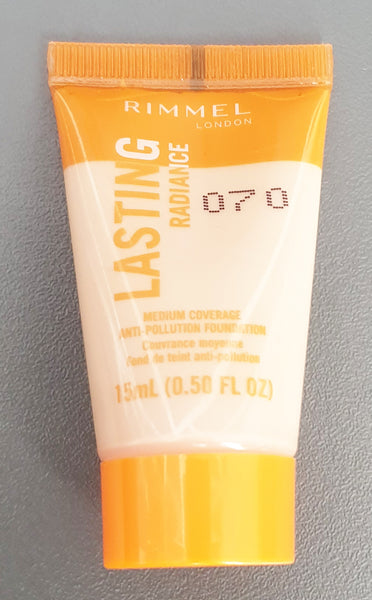 RIMMEL
LONDON
LASTING
RADIANCE
070
MEDIUM COVERAGE
ANTI-POLLUTION FOUNDATION
Couvrance moyenne
Fond de teint anti-pollution
15mL (0.50 FL OZ)